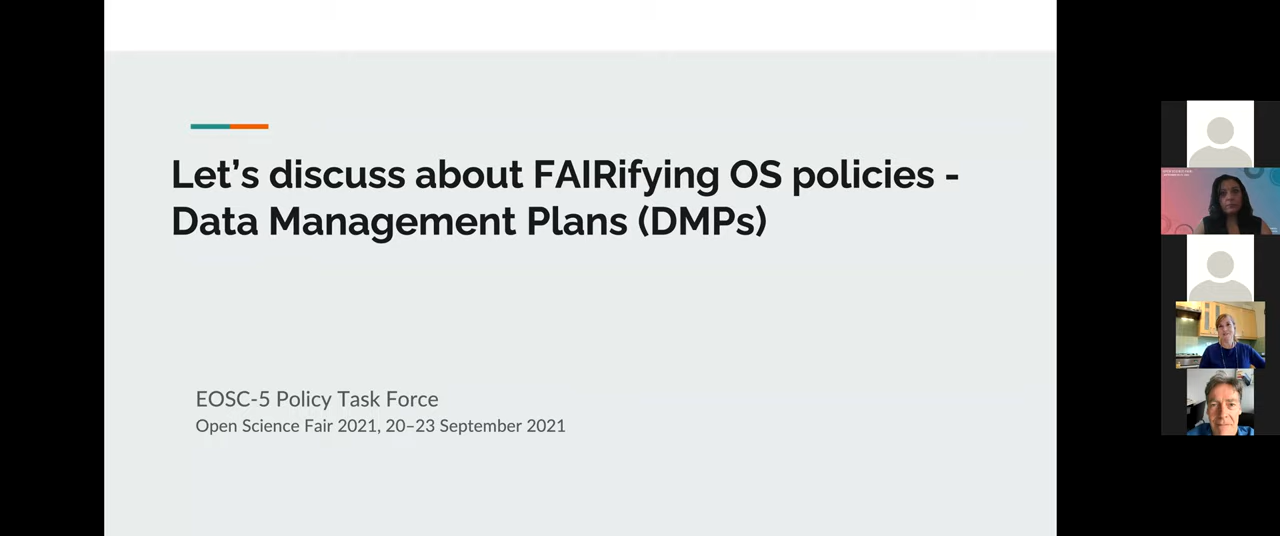 Let’s discuss about FAIRifying OS policies -
Data Management Plans (DMPs)
EOSC-5 Policy Task Force
Open Science Fair 2021, 20–23 September 2021